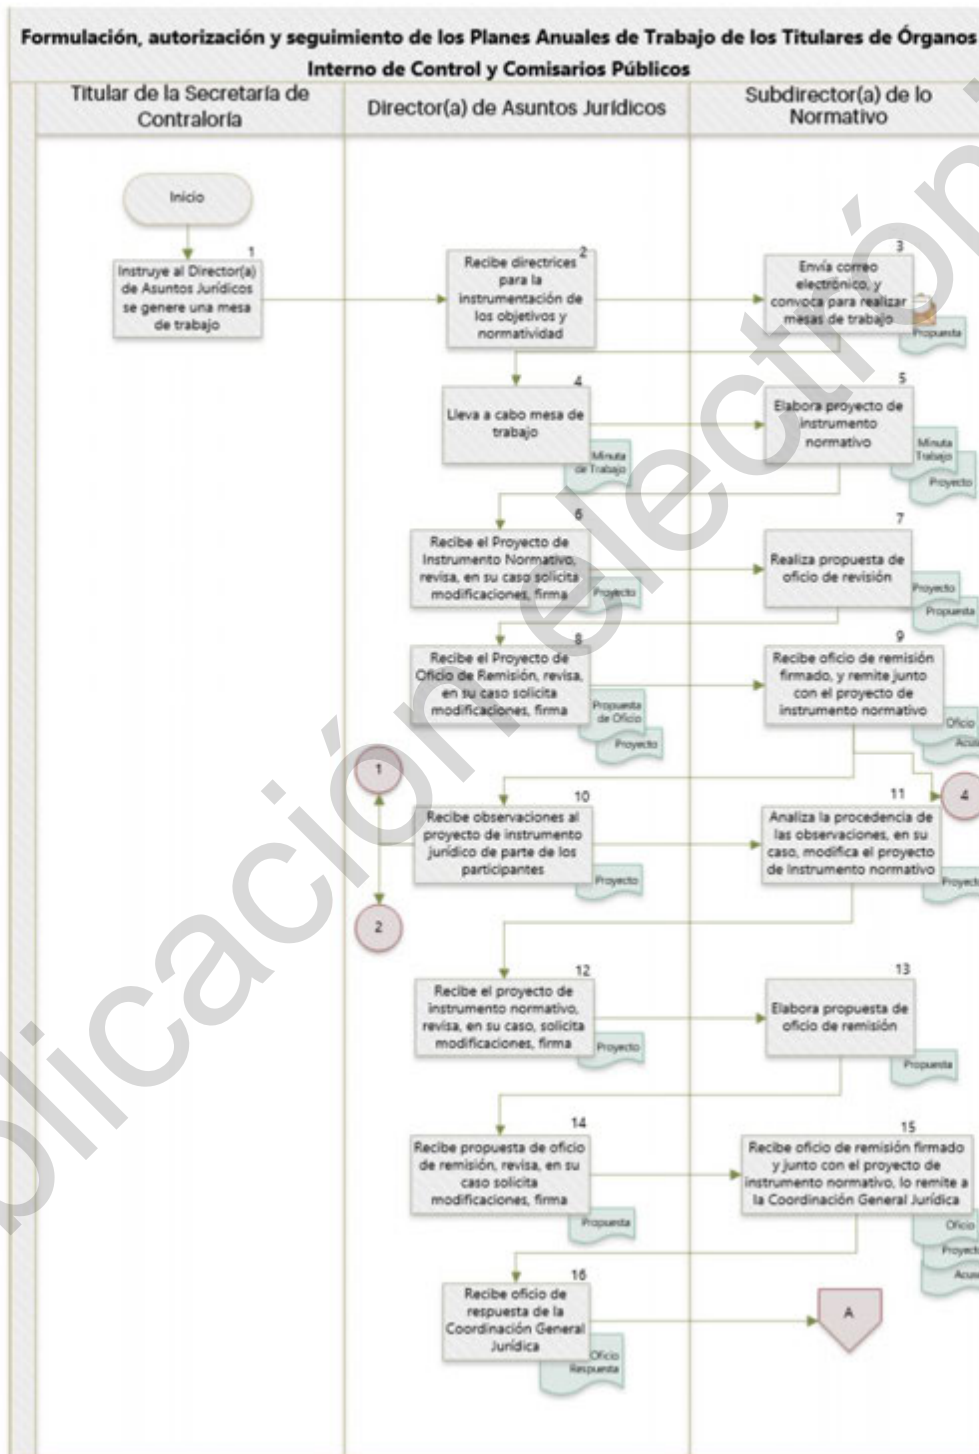 Formulación, autorización y seguimiento de los Planes Anuales de Trabajo de los Titulares de Órganos
Interno de Control y Comisarios Públicos
Titular de la Secretaría de
Contraloría
Director(a) de Asuntos Jurídicos
Subdirector(a) de lo
Normativo
Inicio
1
Instruye al Director(a)
de Asuntos Jurídicos
se genere una mesa
de trabajo
2
Recibe directrices
para la
instrumentación de
los objetivos y
normatividad
3
Envía correo
electrónico, y
convoca para realizar
mesas de trabajo
Propuesta
4
Lleva a cabo mesa de
trabajo
Minuta
de Trabajo
5
Elabora proyecto de
instrumento
normativo
Minuta
Trabajo
Proyecto
6
Recibe el Proyecto de
Instrumento Normativo,
revisa, en su caso solicita
modificaciones, firma
Proyecto
7
Realiza propuesta de
oficio de revisión
Proyecto
Propuesta
8
Recibe el Proyecto de
Oficio de Remisión, revisa,
en su caso solicita
modificaciones, firma
Propuesta
de Oficio
Proyecto
9
Recibe oficio de remisión
firmado, y remite junto
con el proyecto de
instrumento normativo
Oficio
Acus
1
4
10
Recibe observaciones al
proyecto de instrumento
jurídico de parte de los
participantes
Proyecto
11
Analiza la procedencia de
las observaciones, en su
caso, modifica el proyecto
de instrumento normativo
Proyect
2
12
Recibe el proyecto de
instrumento normativo,
revisa, en su caso, solicita
modificaciones, firma
Proyecto
13
Elabora propuesta de
oficio de remisión
Propuesta
14
Recibe propuesta de oficio
de remisión, revisa, en su
caso solicita
modificaciones, firma
Propuesta
15
Recibe oficio de remisión firmado
y junto con el proyecto de
instrumento normativo, lo remite a
la Coordinación General Jurídica
Oficio
Proyect
Acus
16
Recibe oficio de
respuesta de la
Coordinación General
Jurídica
Oficio
Respuesta
A